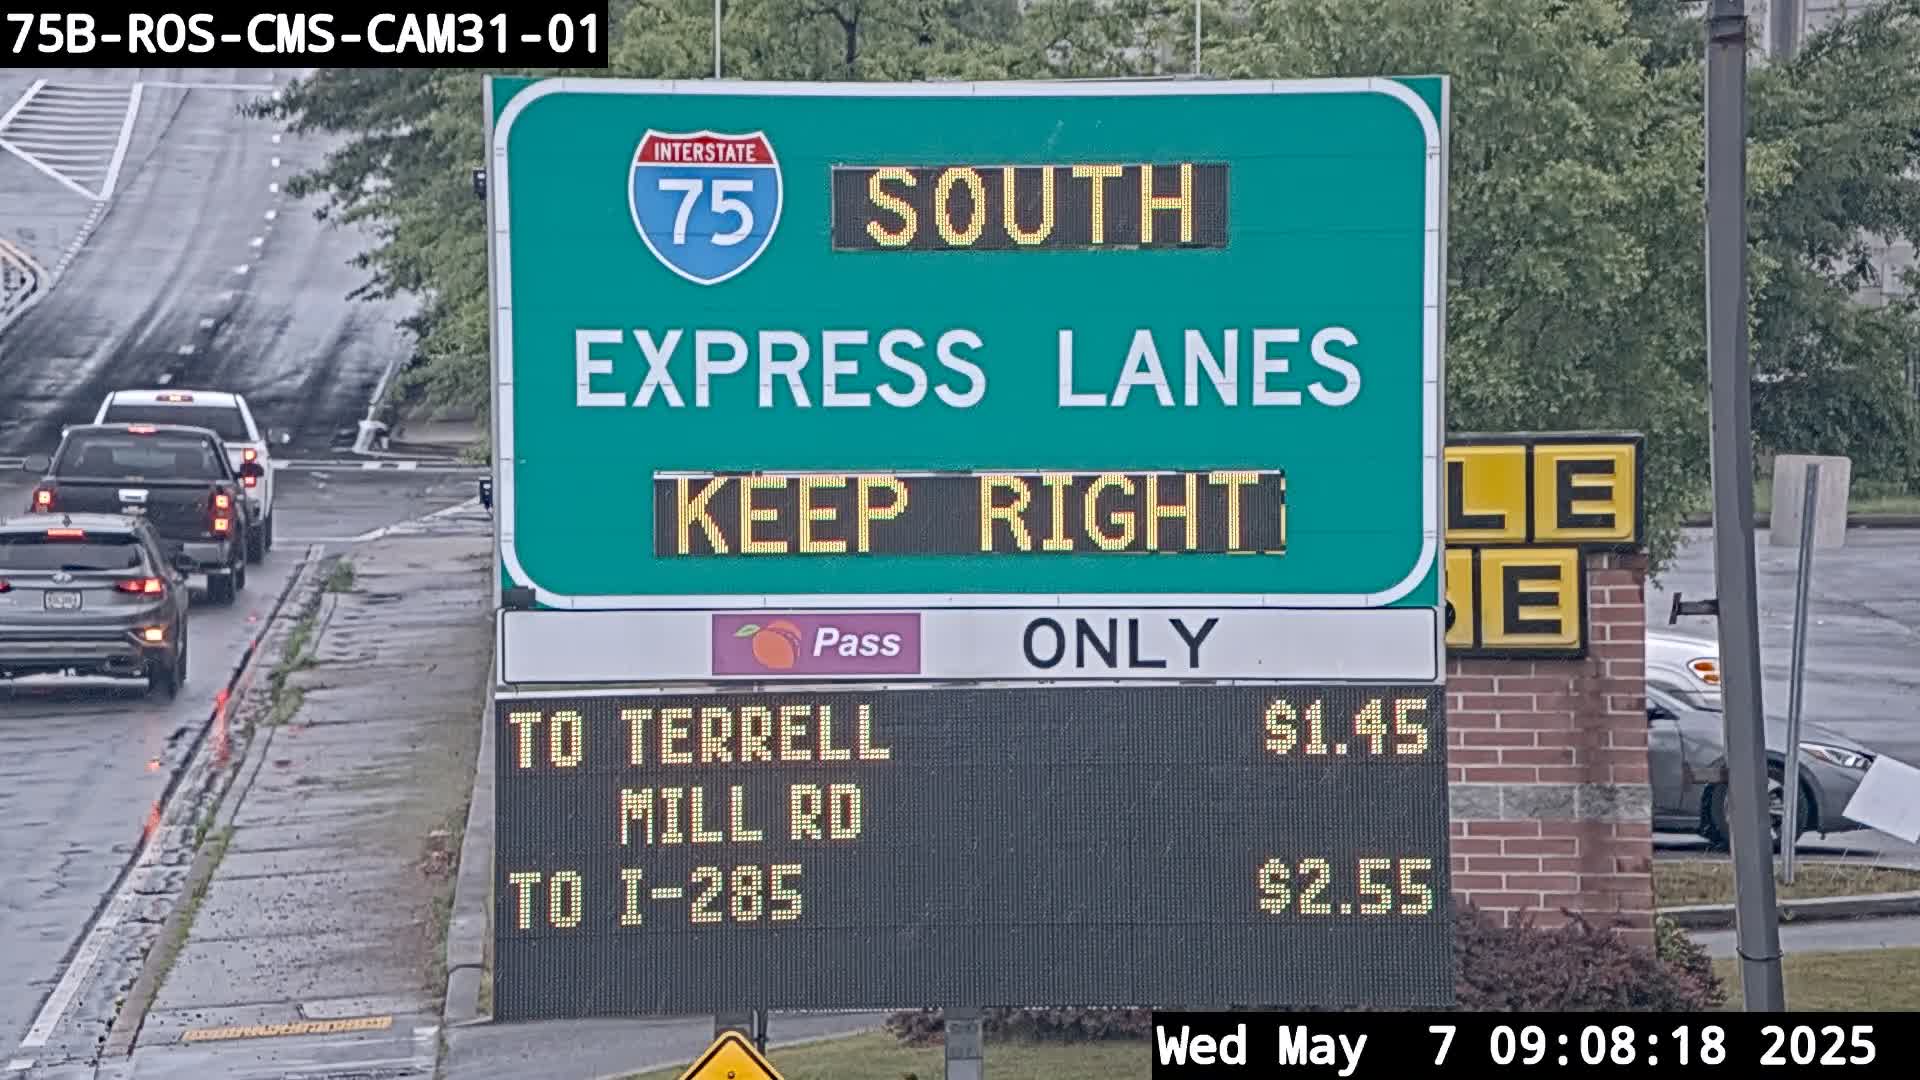 75B-ROS-CMS-CAM31-01
INTERSTATE
75
SOUTH
EXPRESS LANES
KEEP RIGHT
LE
E
Pass ONLY
TO TERRELL $1.45
MILL RD
TO I-285 $2.55
Wed May 7 09:08:18 2025